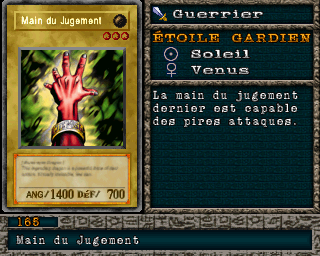 Main du Jugement
ANG/1400 DÉF/ 700
Guerrier
ÉTOILE GARDIEN
Soleil
Venus
La main du jugement
dernier est capable
des pires attaques.
165
Main du Jugement